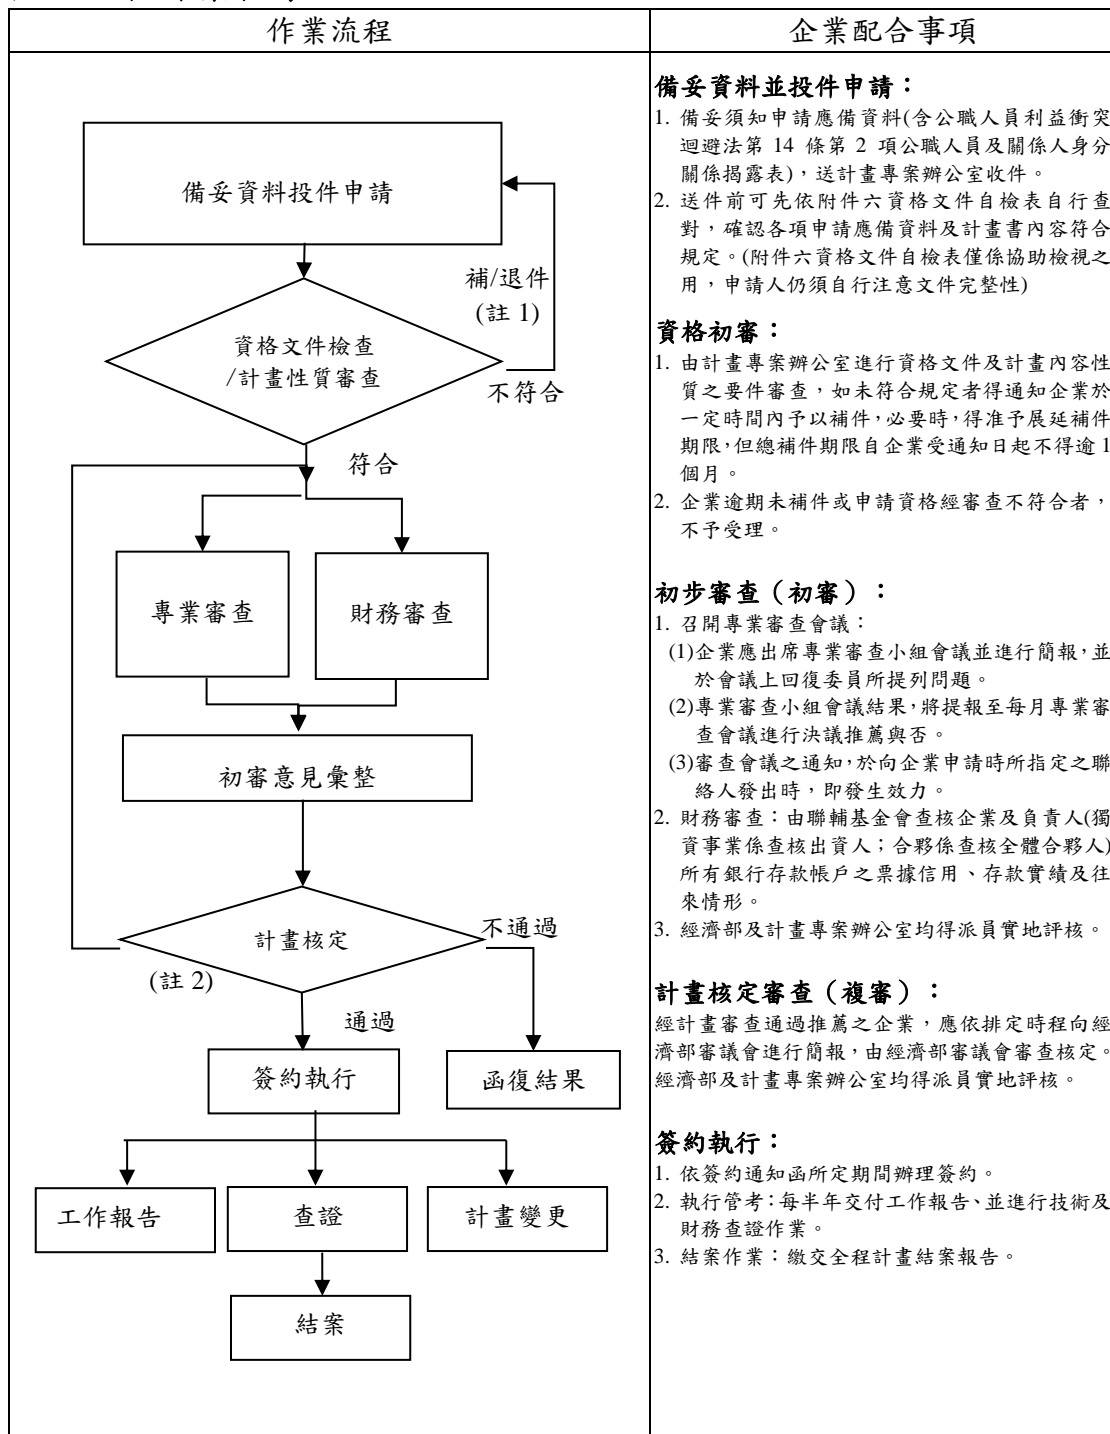 作業流程
企業配合事項
備妥資料投件申請
補/退件
(註 1)
資格文件檢查
/計畫性質審查
不符合
符合
專業審查
財務審查
初審意見彙整
計畫核定
不通過
(註 2)
通過
簽約執行
函復結果
工作報告
查證
計畫變更
結案
備妥資料並投件申請：
1. 備妥須知申請應備資料(含公職人員利益衝突
迴避法第 14 條第 2 項公職人員及關係人身分
關係揭露表)，送計畫專案辦公室收件。
2. 送件前可先依附件六資格文件自檢表自行查
對，確認各項申請應備資料及計畫書內容符合
規定。(附件六資格文件自檢表僅係協助檢視之
用，申請人仍須自行注意文件完整性)
資格初審：
1. 由計畫專案辦公室進行資格文件及計畫內容性
質之要件審查，如未符合規定者得通知企業於
一定時間內予以補件，必要時，得准予展延補件
期限，但總補件期限自企業受通知日起不得逾 1
個月。
2. 企業逾期未補件或申請資格經審查不符合者，
不予受理。
初步審查（初審）：
1. 召開專業審查會議：
(1)企業應出席專業審查小組會議並進行簡報，並
於會議上回復委員所提列問題。
(2)專業審查小組會議結果，將提報至每月專業審
查會議進行決議推薦與否。
(3)審查會議之通知，於向企業申請時所指定之聯
絡人發出時，即發生效力。
2. 財務審查：由聯輔基金會查核企業及負責人(獨
資事業係查核出資人；合夥係查核全體合夥人)
所有銀行存款帳戶之票據信用、存款實績及往
來情形。
3. 經濟部及計畫專案辦公室均得派員實地評核。
計畫核定審查（複審）：
經計畫審查通過推薦之企業，應依排定時程向經
濟部審議會進行簡報，由經濟部審議會審查核定。
經濟部及計畫專案辦公室均得派員實地評核。
簽約執行：
1. 依簽約通知函所定期間辦理簽約。
2. 執行管考：每半年交付工作報告、並進行技術及
財務查證作業。
3. 結案作業：繳交全程計畫結案報告。